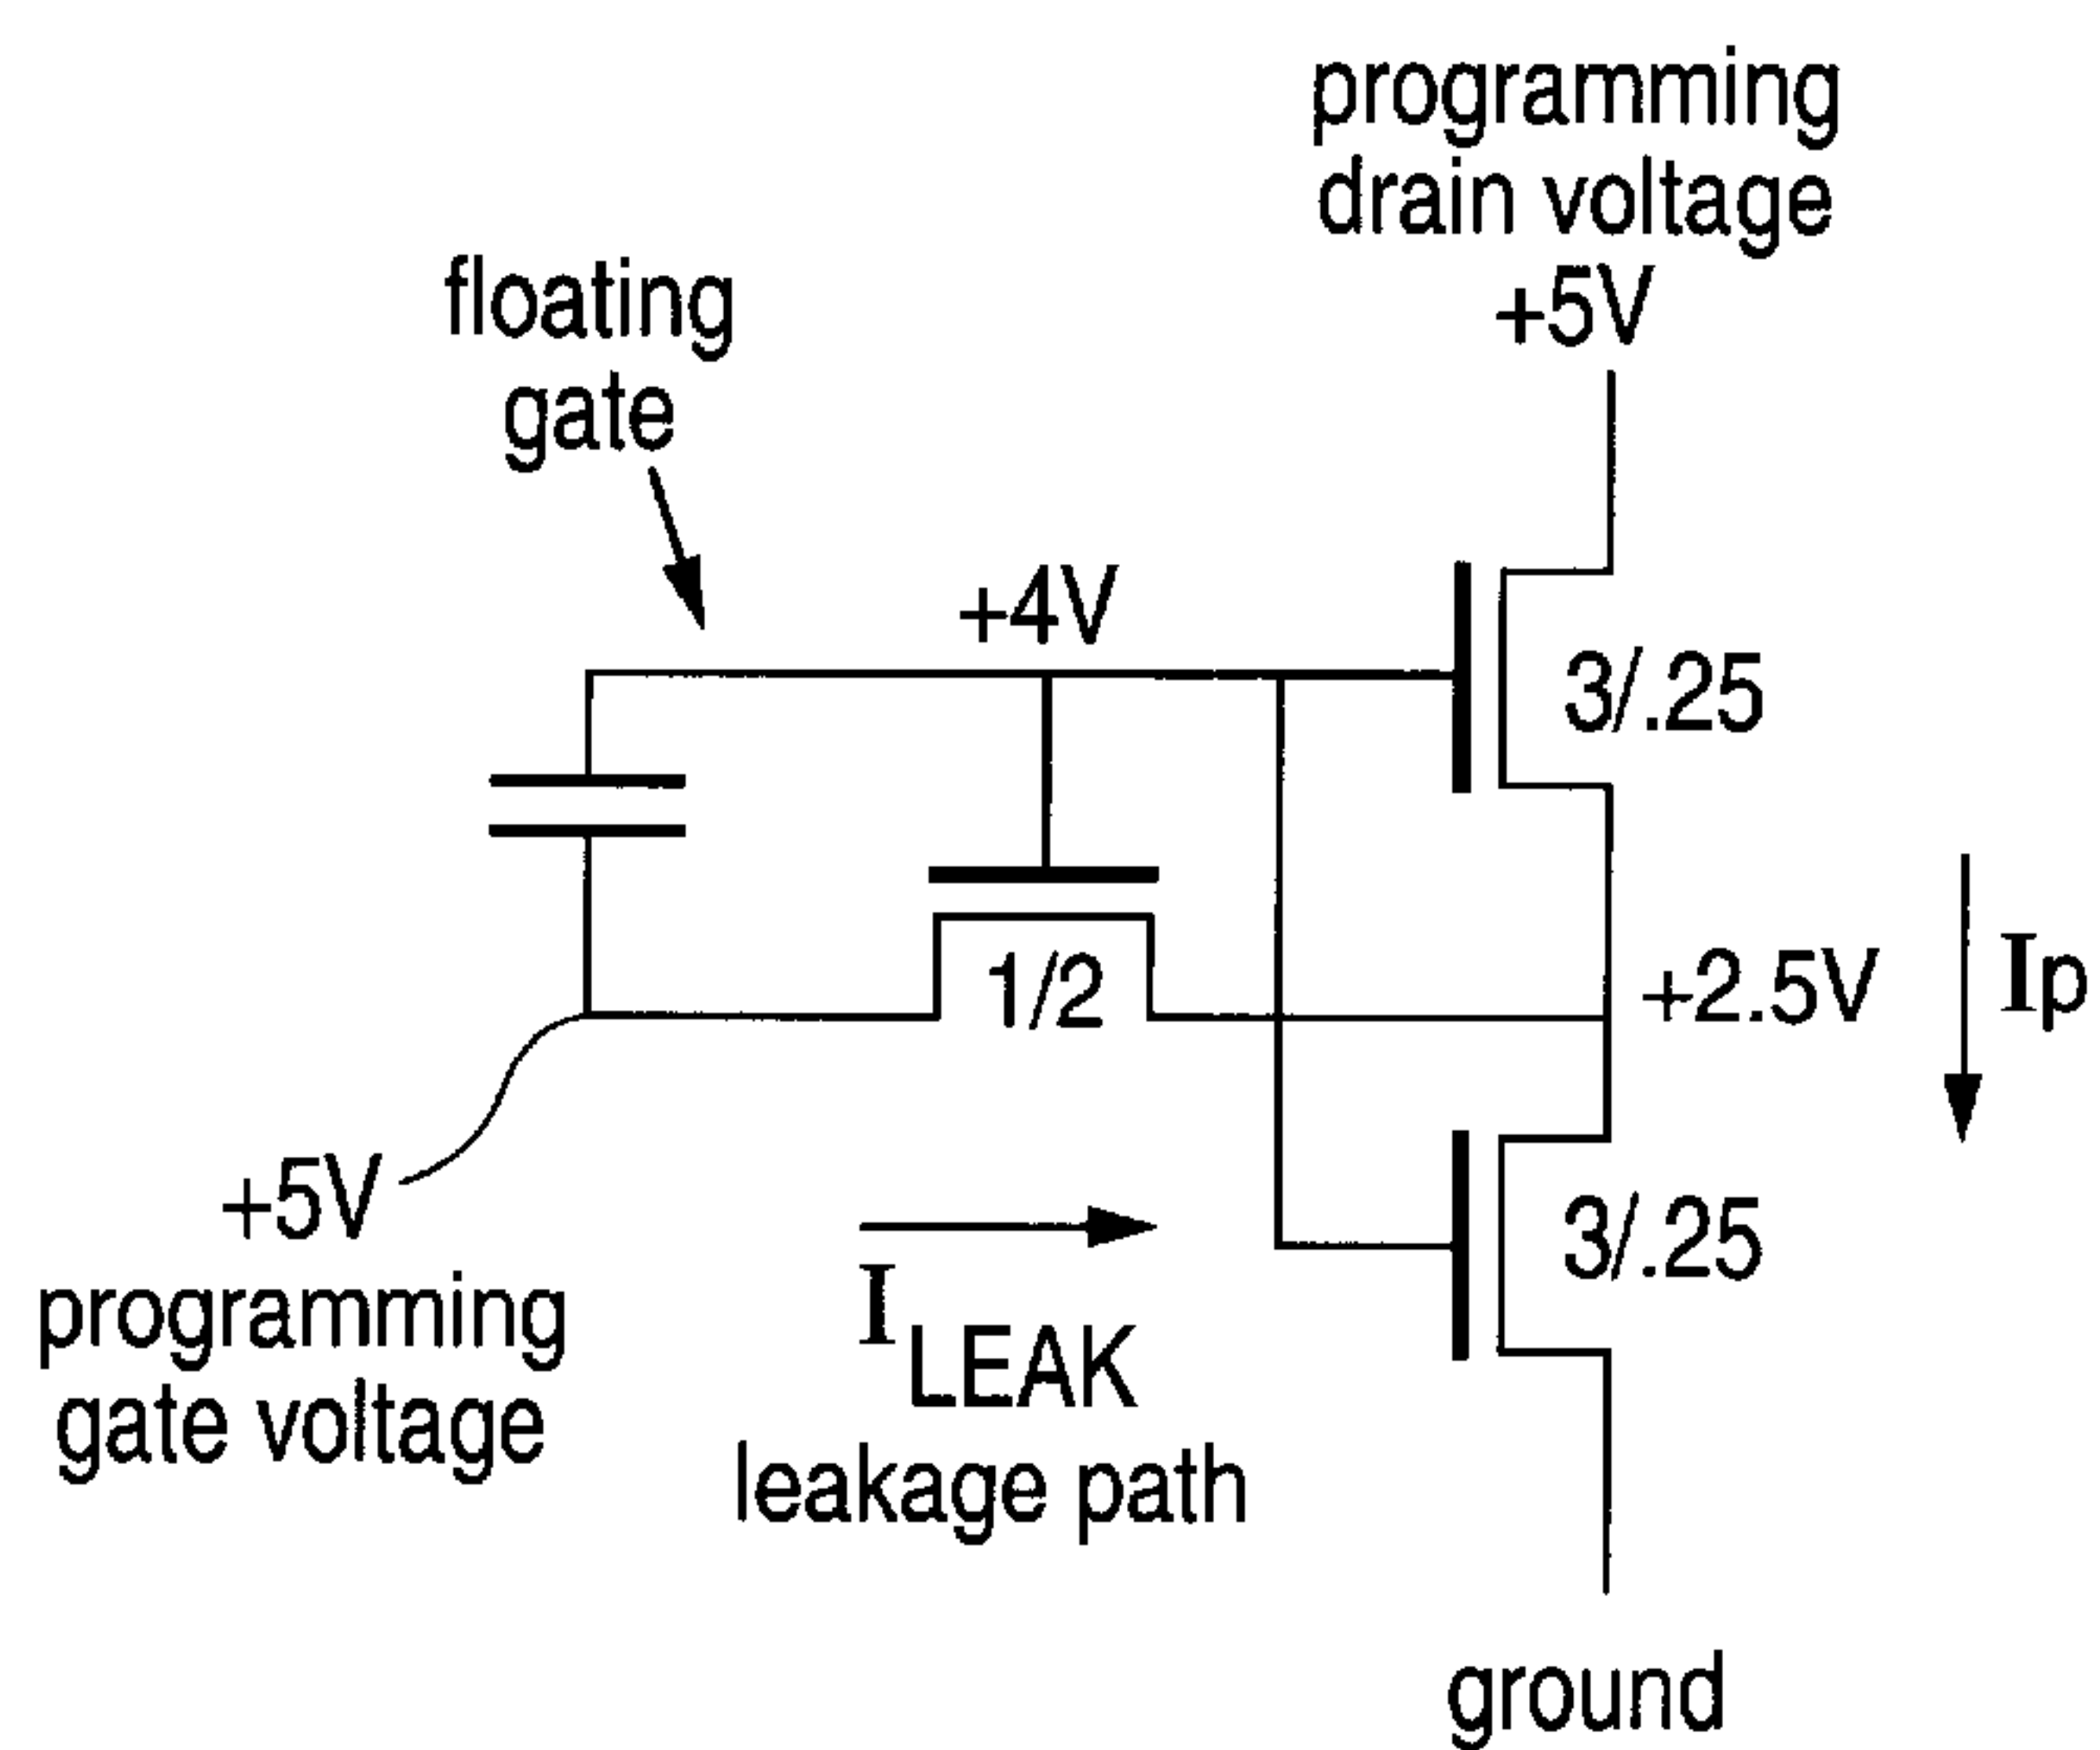 programming
drain voltage
+5V
floating
gate
+4V
3/.25
1/2
+2.5V
Ip
+5V
programming
gate voltage
I LEAK
leakage path
3/.25
ground